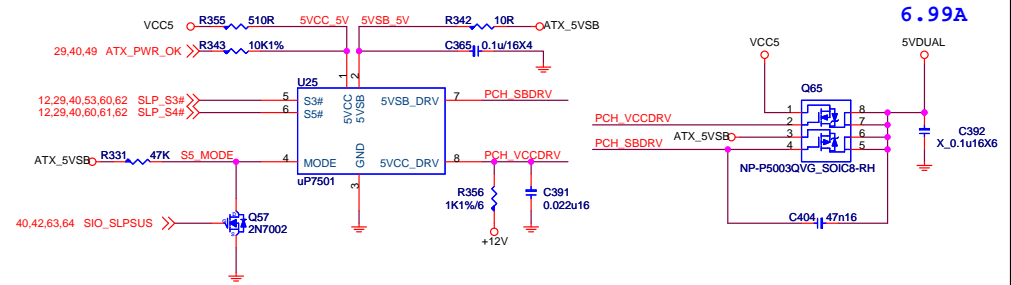 6.99A
VCC5 R355 510R 5VCC_5V 5VSB_5V R342 10R ATX_5VSB
29,40,49 ATX_PWR_OK R343 10K1% C365 0.1u/16X4
VCC5 5VDUAL
1 2
U25
Q65
12,29,40,53,60,62 SLP_S3# 5 S3# 5VCC 5VSB 5VSB_DRV 7 PCH_SBDRV
12,29,40,60,61,62 SLP_S4# 6 S5#
1 8
PCH_VCCDRV 2 7
ATX_5VSB 3 6
PCH_SBDRV 4 5
C392
X_0.1u16X6
ATX_5VSB R331 47K S5_MODE 4 MODE GND 5VCC_DRV 8 PCH_VCCDRV
NP-P5003QVG_SOIC8-RH
uP7501
3
R356
1K1%/6
C391
0.022u16
+12V
C404 47n16
40,42,63,64 SIO_SLPSUS
Q57
2N7002